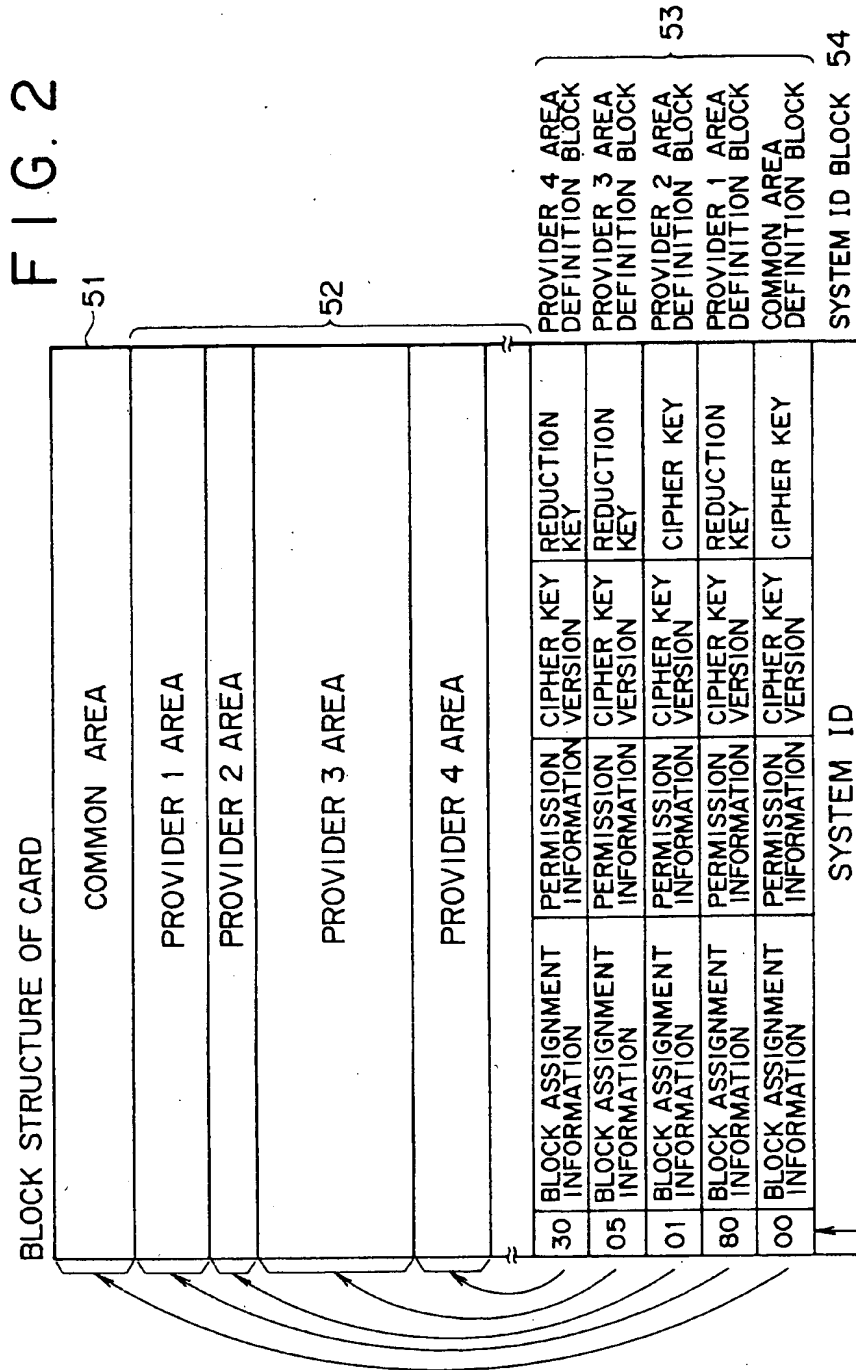 F I G. 2
BLOCK STRUCTURE OF CARD
COMMON AREA
51
PROVIDER 1 AREA
PROVIDER 2 AREA
52
PROVIDER 3 AREA
PROVIDER 4 AREA
30
BLOCK ASSIGNMENT
INFORMATION
PERMISSION
INFORMATION
CIPHER KEY
VERSION
REDUCTION
KEY
PROVIDER 4 AREA
DEFINITION BLOCK
05
BLOCK ASSIGNMENT
INFORMATION
PERMISSION
INFORMATION
CIPHER KEY
VERSION
REDUCTION
KEY
PROVIDER 3 AREA
DEFINITION BLOCK
01
BLOCK ASSIGNMENT
INFORMATION
PERMISSION
INFORMATION
CIPHER KEY
VERSION
CIPHER KEY
PROVIDER 2 AREA
DEFINITION BLOCK
53
80
BLOCK ASSIGNMENT
INFORMATION
PERMISSION
INFORMATION
CIPHER KEY
VERSION
REDUCTION
KEY
PROVIDER 1 AREA
DEFINITION BLOCK
00
BLOCK ASSIGNMENT
INFORMATION
PERMISSION
INFORMATION
CIPHER KEY
VERSION
CIPHER KEY
COMMON AREA
DEFINITION BLOCK
SYSTEM ID
SYSTEM ID BLOCK 54